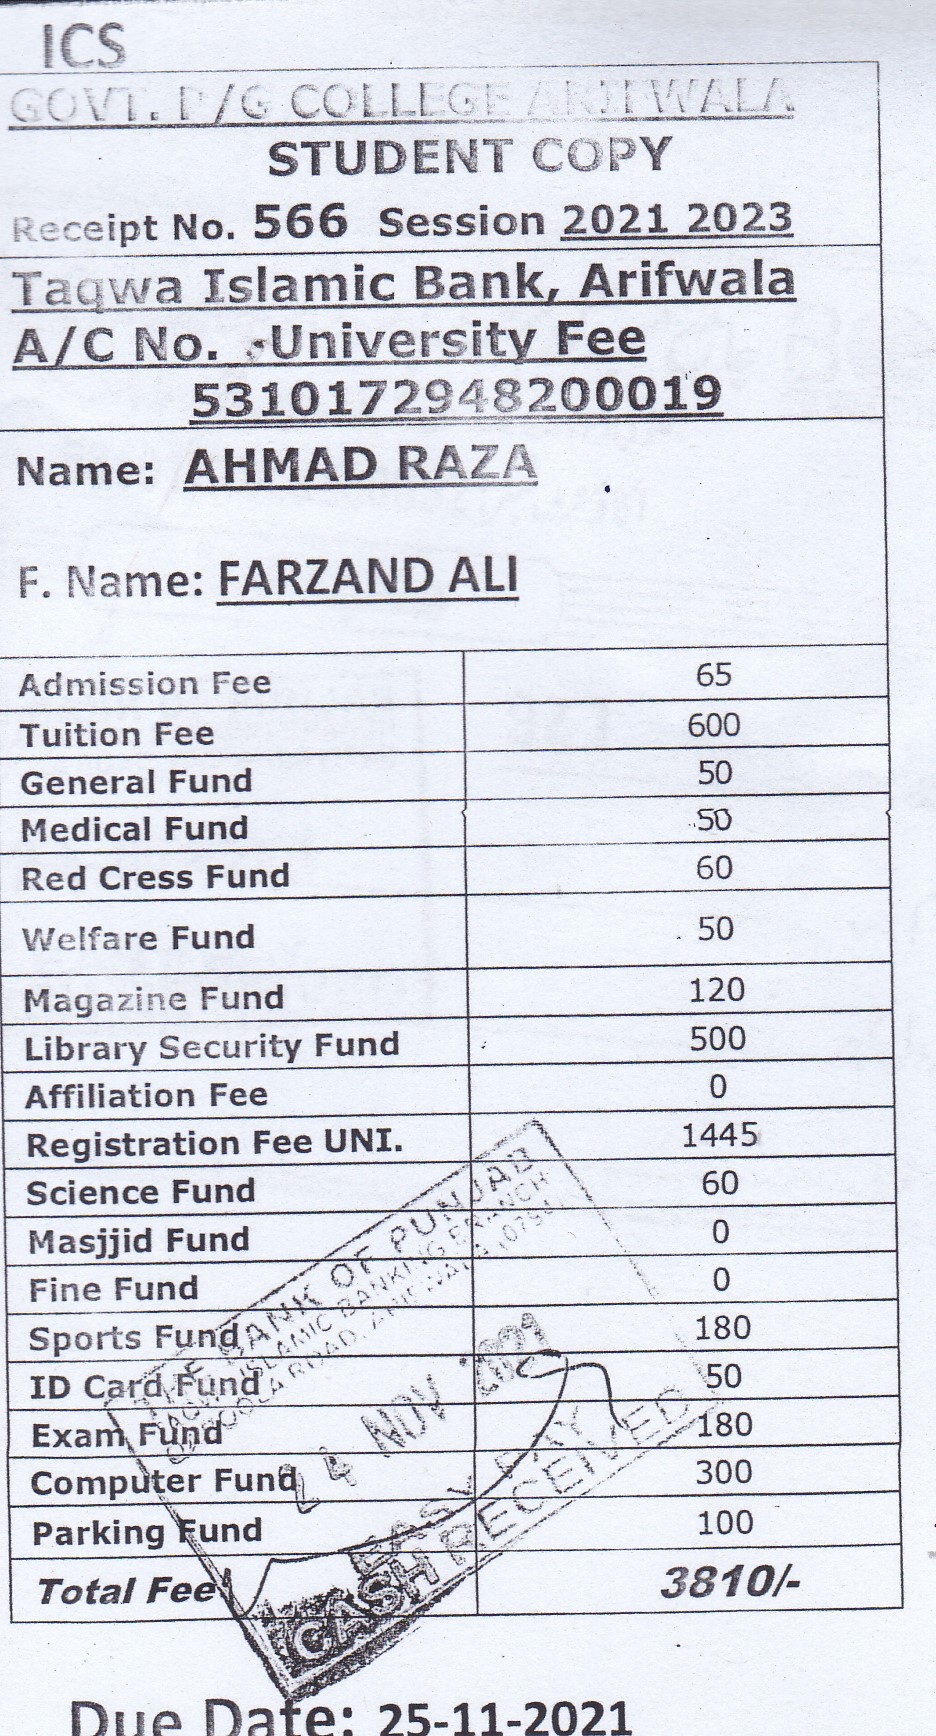 ICS
GOVT. P/G COLLEGE ARIFWALA
STUDENT COPY
Receipt No. 566 Session 2021 2023
Taqwa Islamic Bank, Arifwala
A/C No. :-University Fee
5310172948200019
Name: AHMAD RAZA
F. Name: FARZAND ALI
Admission Fee 65
Tuition Fee 600
General Fund 50
Medical Fund 50
Red Cress Fund 60
Welfare Fund 50
Magazine Fund 120
Library Security Fund 500
Affiliation Fee 0
Registration Fee UNI. 1445
Science Fund 60
Masjjid Fund 0
Fine Fund 0
Sports Fund 180
ID Card Fund 50
Exam Fund 180
Computer Fund 300
Parking Fund 100
Total Fee 3810/-
THE BANK OF PUNJAB
ISLAMIC BANKING BRANCH
ROAD, ARIFWALA
24 NOV 2021
EASY PAY
CASH RECEIVED
Due Date: 25-11-2021